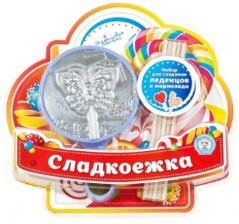 Набор
для создания
леденцов
и мармелада
Сладкоежка